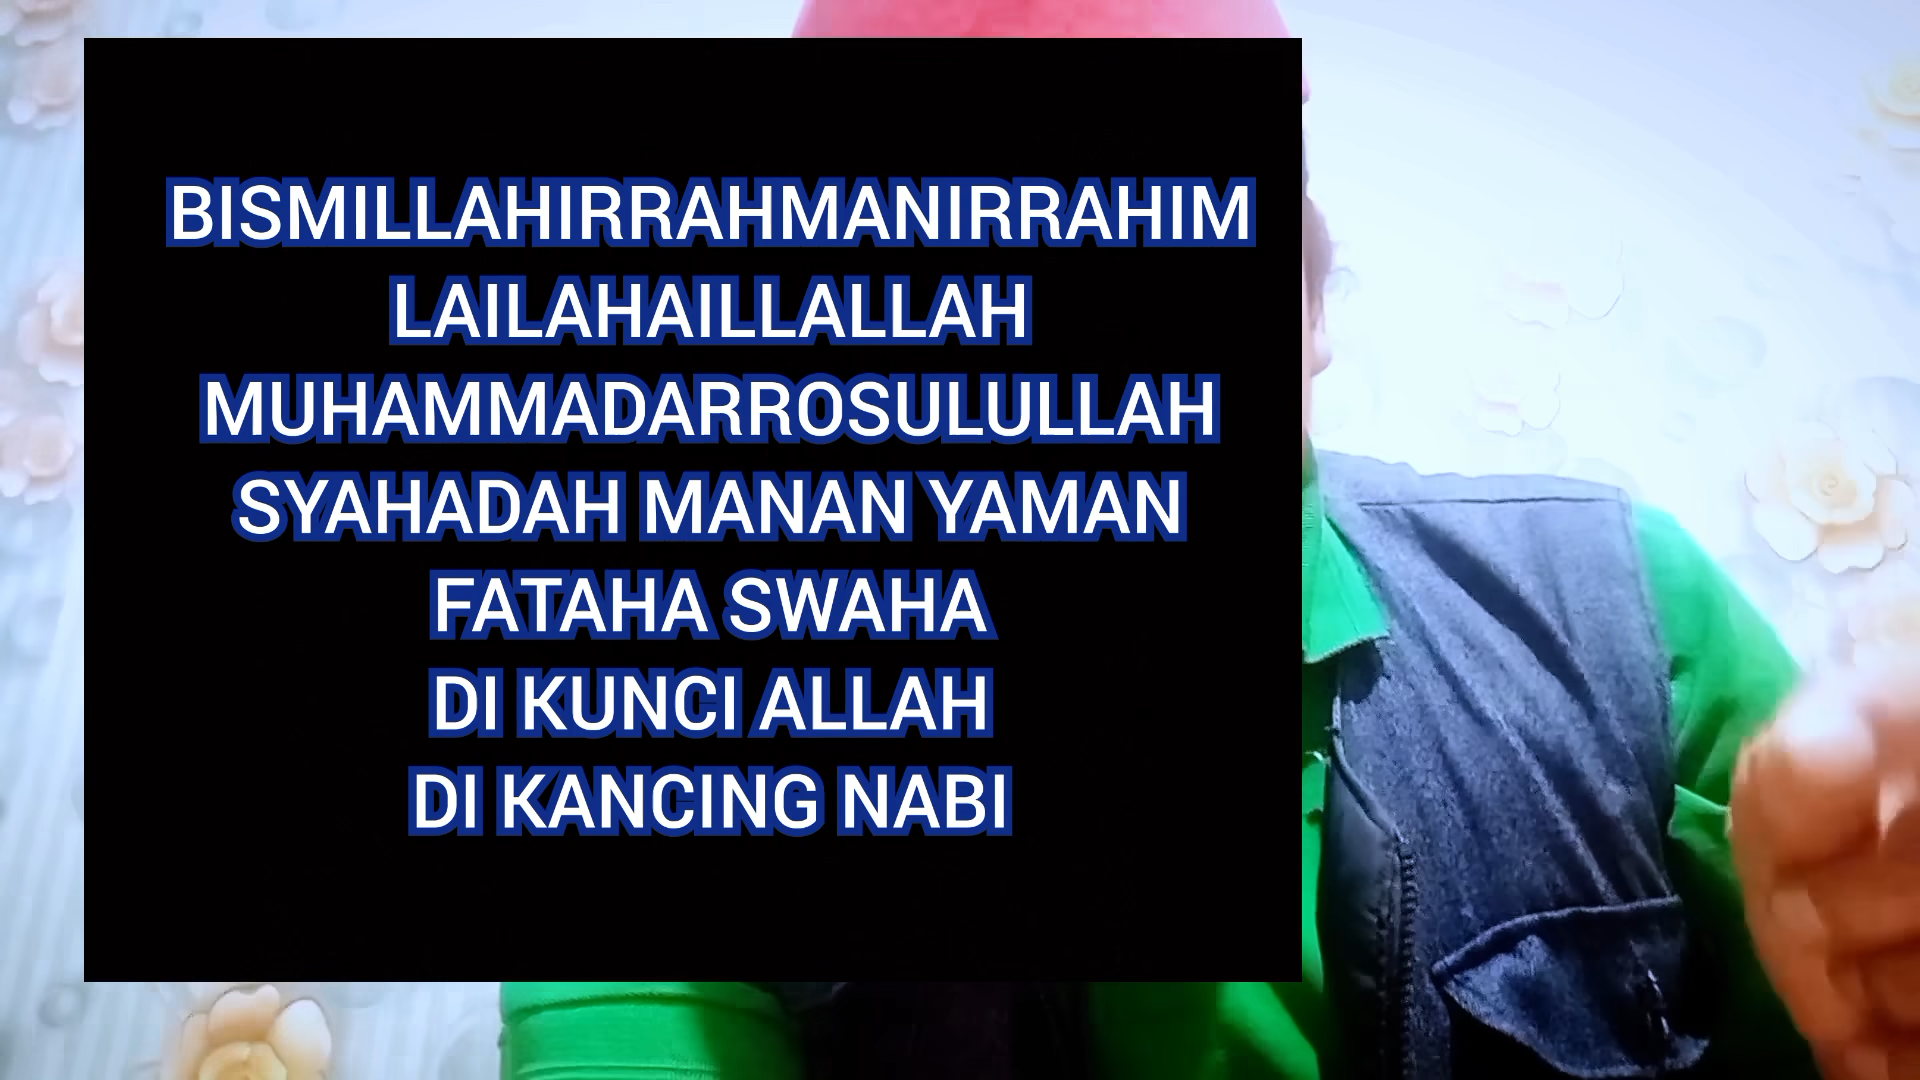 BISMILLAHIRRAHMANIRRAHIM
LAILAHAILLALLAH
MUHAMMADARROSULULLAH
SYAHADAH MANAN YAMAN
FATAHA SWAHA
DI KUNCI ALLAH
DI KANCING NABI